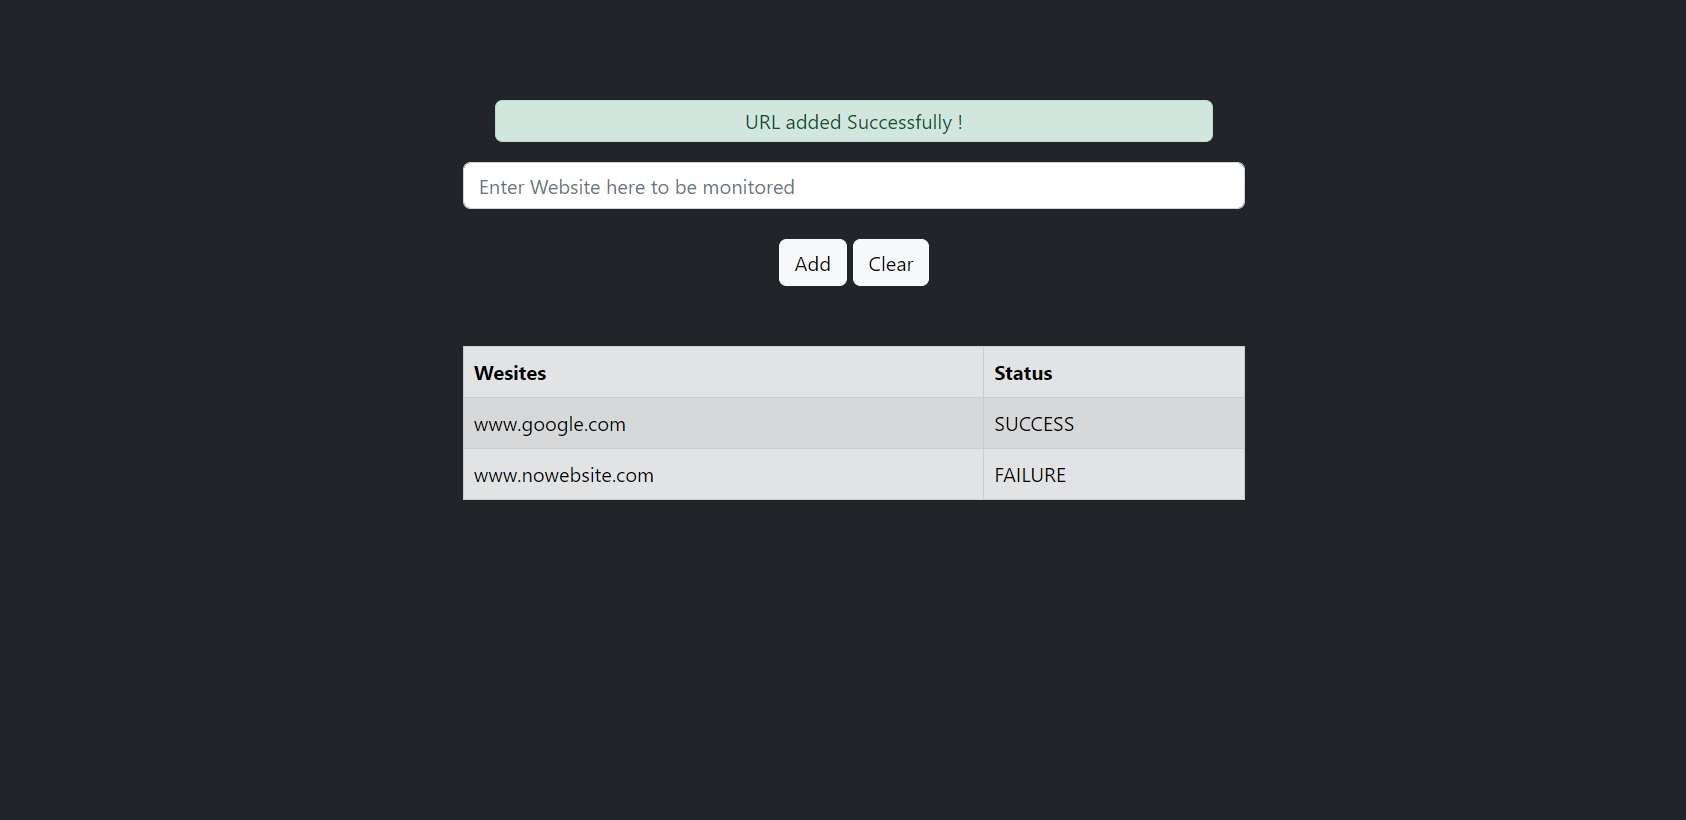 URL added Successfully !
Enter Website here to be monitored
Add Clear
Wesites Status
www.google.com SUCCESS
www.nowebsite.com FAILURE